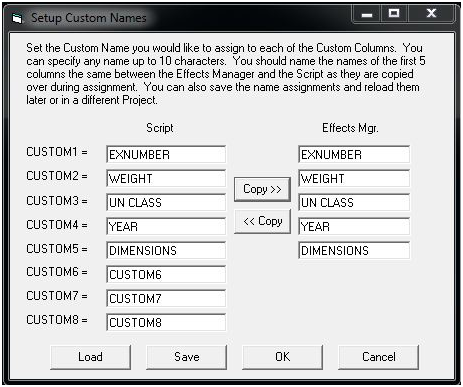 Setup Custom Names
Set the Custom Name you would like to assign to each of the Custom Columns. You
can specify any name up to 10 characters. You should name the names of the first 5
columns the same between the Effects Manager and the Script as they are copied
over during assignment. You can also save the name assignments and reload them
later or in a different Project.
Script Effects Mgr.
CUSTOM1 = EXNUMBER EXNUMBER
CUSTOM2 = WEIGHT WEIGHT
Copy >>
CUSTOM3 = UN CLASS UN CLASS
<< Copy
CUSTOM4 = YEAR YEAR
CUSTOM5 = DIMENSIONS DIMENSIONS
CUSTOM6 = CUSTOM6
CUSTOM7 = CUSTOM7
CUSTOM8 = CUSTOM8
Load Save OK Cancel